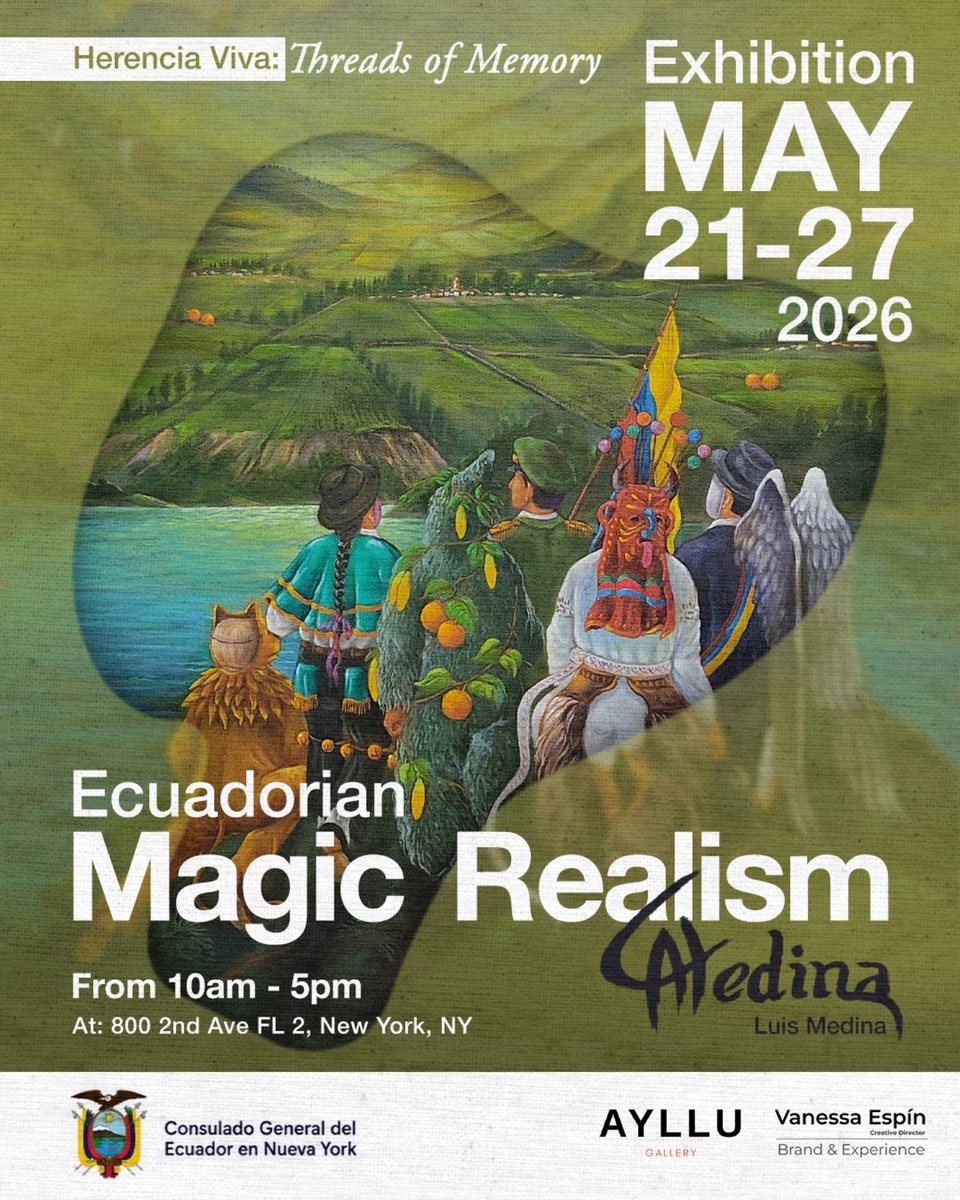 Herencia Viva: Threads of Memory
Exhibition
MAY
21-27
2026
Ecuadorian
Magic Realism
Medina
Luis Medina
From 10am - 5pm
At: 800 2nd Ave FL 2, New York, NY
Consulado General del
Ecuador en Nueva York
AYLLU
GALLERY
Vanessa Espín
Creative Director
Brand & Experience